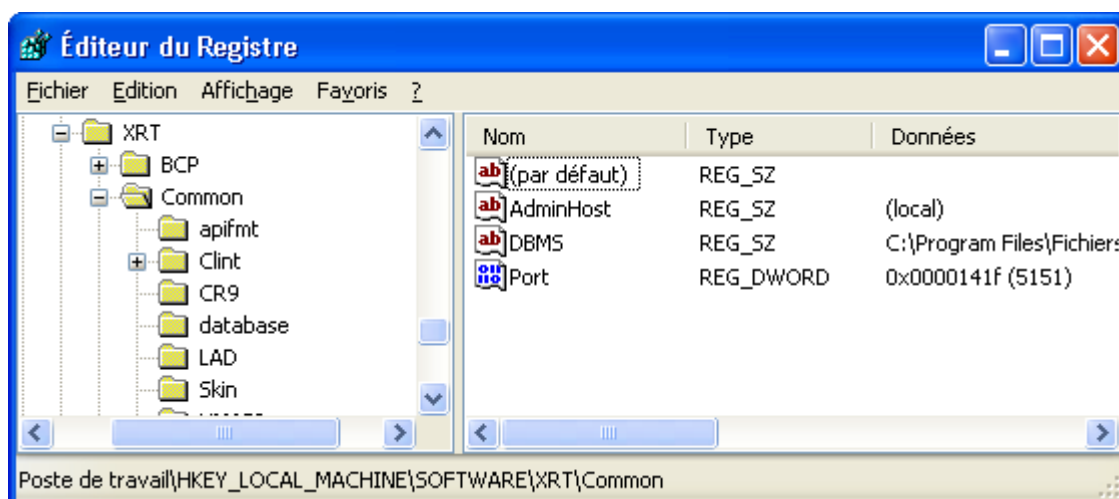 Éditeur du Registre
Fichier Edition Affichage Favoris ?
XRT
BCP
Common
apifmt
Clint
CR9
database
LAD
Skin
Nom Type Données
(par défaut) REG_SZ
AdminHost REG_SZ (local)
DBMS REG_SZ C:\Program Files\Fichiers
Port REG_DWORD 0x0000141f (5151)
Poste de travail\HKEY_LOCAL_MACHINE\SOFTWARE\XRT\Common